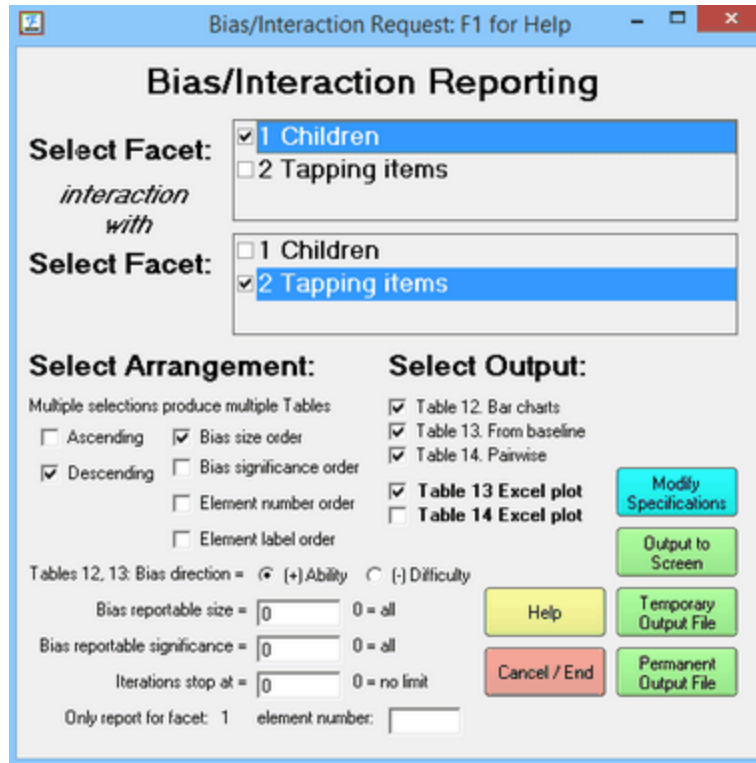 Bias/Interaction Request: F1 for Help
Bias/Interaction Reporting
Select Facet:
1 Children
2 Tapping items
interaction
with
Select Facet:
1 Children
2 Tapping items
Select Arrangement:
Select Output:
Multiple selections produce multiple Tables
Ascending
Bias size order
Descending
Bias significance order
Element number order
Element label order
Table 12. Bar charts
Table 13. From baseline
Table 14. Pairwise
Table 13 Excel plot
Table 14 Excel plot
Modify
Specifications
Output to
Screen
Tables 12, 13: Bias direction = (+) Ability (-) Difficulty
Bias reportable size = 0 0 = all
Help
Temporary
Output File
Bias reportable significance = 0 0 = all
Iterations stop at = 0 0 = no limit
Cancel / End
Permanent
Output File
Only report for facet: 1 element number: